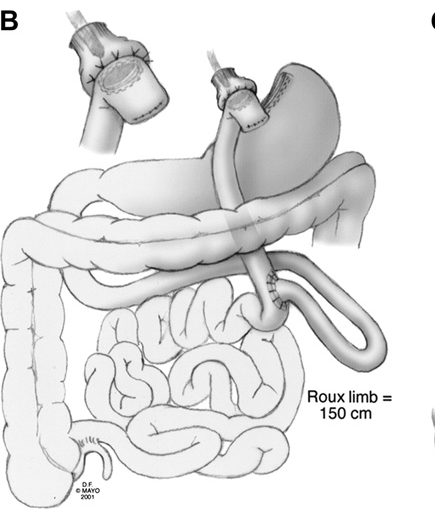 B
Roux limb =
150 cm
D.F.
© MAYO
2001